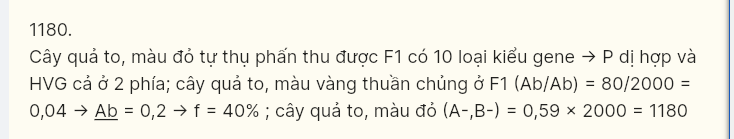 1180.
Cây quả to, màu đỏ tự thụ phấn thu được F1 có 10 loại kiểu gene → P dị hợp và
HVG cả ở 2 phía; cây quả to, màu vàng thuần chủng ở F1 (Ab/Ab) = 80/2000 =
0,04 → Ab = 0,2 → f = 40% ; cây quả to, màu đỏ (A-,B-) = 0,59 × 2000 = 1180